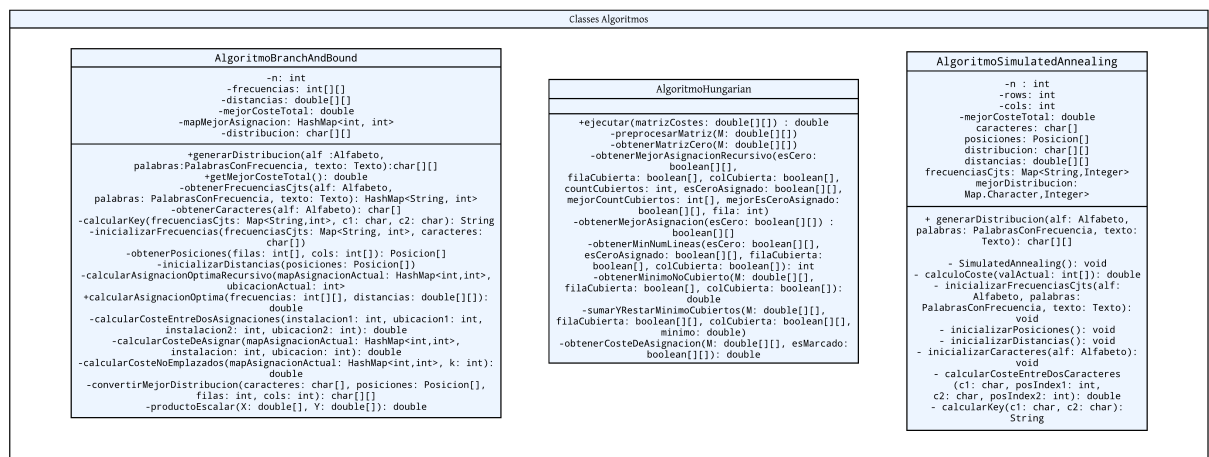 Classes Algoritmos
AlgoritmoBranchAndBound
-n: int
-frecuencias: int[][]
-distancias: double[][]
-mejorCosteTotal: double
-mapMejorAsignacion: HashMap<int, int>
-distribucion: char[][]
+generarDistribucion(alf :Alfabeto,
palabras:PalabrasConFrecuencia, texto: Texto):char[][]
+getMejorCosteTotal(): double
-obtenerFrecuenciasCjts(alf: Alfabeto,
palabras: PalabrasConFrecuencia, texto: Texto): HashMap<String, int>
-obtenerCaracteres(alf: Alfabeto): char[]
-calcularKey(frecuenciasCjts: Map<String,int>, c1: char, c2: char): String
-inicializarFrecuencias(frecuenciasCjts: Map<String, int>, caracteres:
char[])
-obtenerPosiciones(filas: int[], cols: int[]): Posicion[]
-inicializarDistancias(posiciones: Posicion[])
-calcularAsignacionOptimaRecursivo(mapAsignacionActual: HashMap<int,int>,
ubicacionActual: int>
+calcularAsignacionOptima(frecuencias: int[][], distancias: double[][]):
double
-calcularCosteEntreDosAsignaciones(instalacion1: int, ubicacion1: int,
instalacion2: int, ubicacion2: int): double
-calcularCosteDeAsignar(mapAsignacionActual: HashMap<int,int>,
instalacion: int, ubicacion: int): double
-calcularCosteNoEmplazados(mapAsignacionActual: HashMap<int,int>, k: int):
double
-convertirMejorDistribucion(caracteres: char[], posiciones: Posicion[],
filas: int, cols: int): char[][]
-productoEscalar(X: double[], Y: double[]): double
AlgoritmoHungarian
+ejecutar(matrizCostes: double[][]) : double
-preprocesarMatriz(M: double[][])
-obtenerMatrizCero(M: double[][])
-obtenerMejorAsignacionRecursivo(esCero:
boolean[][],
filaCubierta: boolean[], colCubierta: boolean[],
countCubiertos: int, esCeroAsignado: boolean[][],
mejorCountCubiertos: int[], mejorEsCeroAsignado:
boolean[][], fila: int)
-obtenerMejorAsignacion(esCero: boolean[][]) :
boolean[][]
-obtenerMinNumLineas(esCero: boolean[][],
esCeroAsignado: boolean[][], filaCubierta:
boolean[], colCubierta: boolean[]): int
-obtenerMinimoNoCubierto(M: double[][],
filaCubierta: boolean[], colCubierta: boolean[]):
double
-sumarYRestarMinimoCubiertos(M: double[][],
filaCubierta: boolean[][], colCubierta: boolean[][],
minimo: double)
-obtenerCosteDeAsignacion(M: double[][], esMarcado:
boolean[][]): double
AlgoritmoSimulatedAnnealing
-n : int
-rows: int
-cols: int
-mejorCosteTotal: double
caracteres: char[]
posiciones: Posicion[]
distribucion: char[][]
distancias: double[][]
frecuenciasCjts: Map<String,Integer>
mejorDistribucion:
Map.Character,Integer>
+ generarDistribucion(alf: Alfabeto,
palabras: PalabrasConFrecuencia, texto:
Texto): char[][]
- SimulatedAnnealing(): void
- calculoCoste(valActual: int[]): double
- inicializarFrecuenciasCjts(alf:
Alfabeto, palabras:
PalabrasConFrecuencia, texto: Texto):
void
- inicializarPosiciones(): void
- inicializarDistancias(): void
- inicializarCaracteres(alf: Alfabeto):
void
- calcularCosteEntreDosCaracteres
(c1: char, posIndex1: int,
c2: char, posIndex2: int): double
- calcularKey(c1: char, c2: char):
String